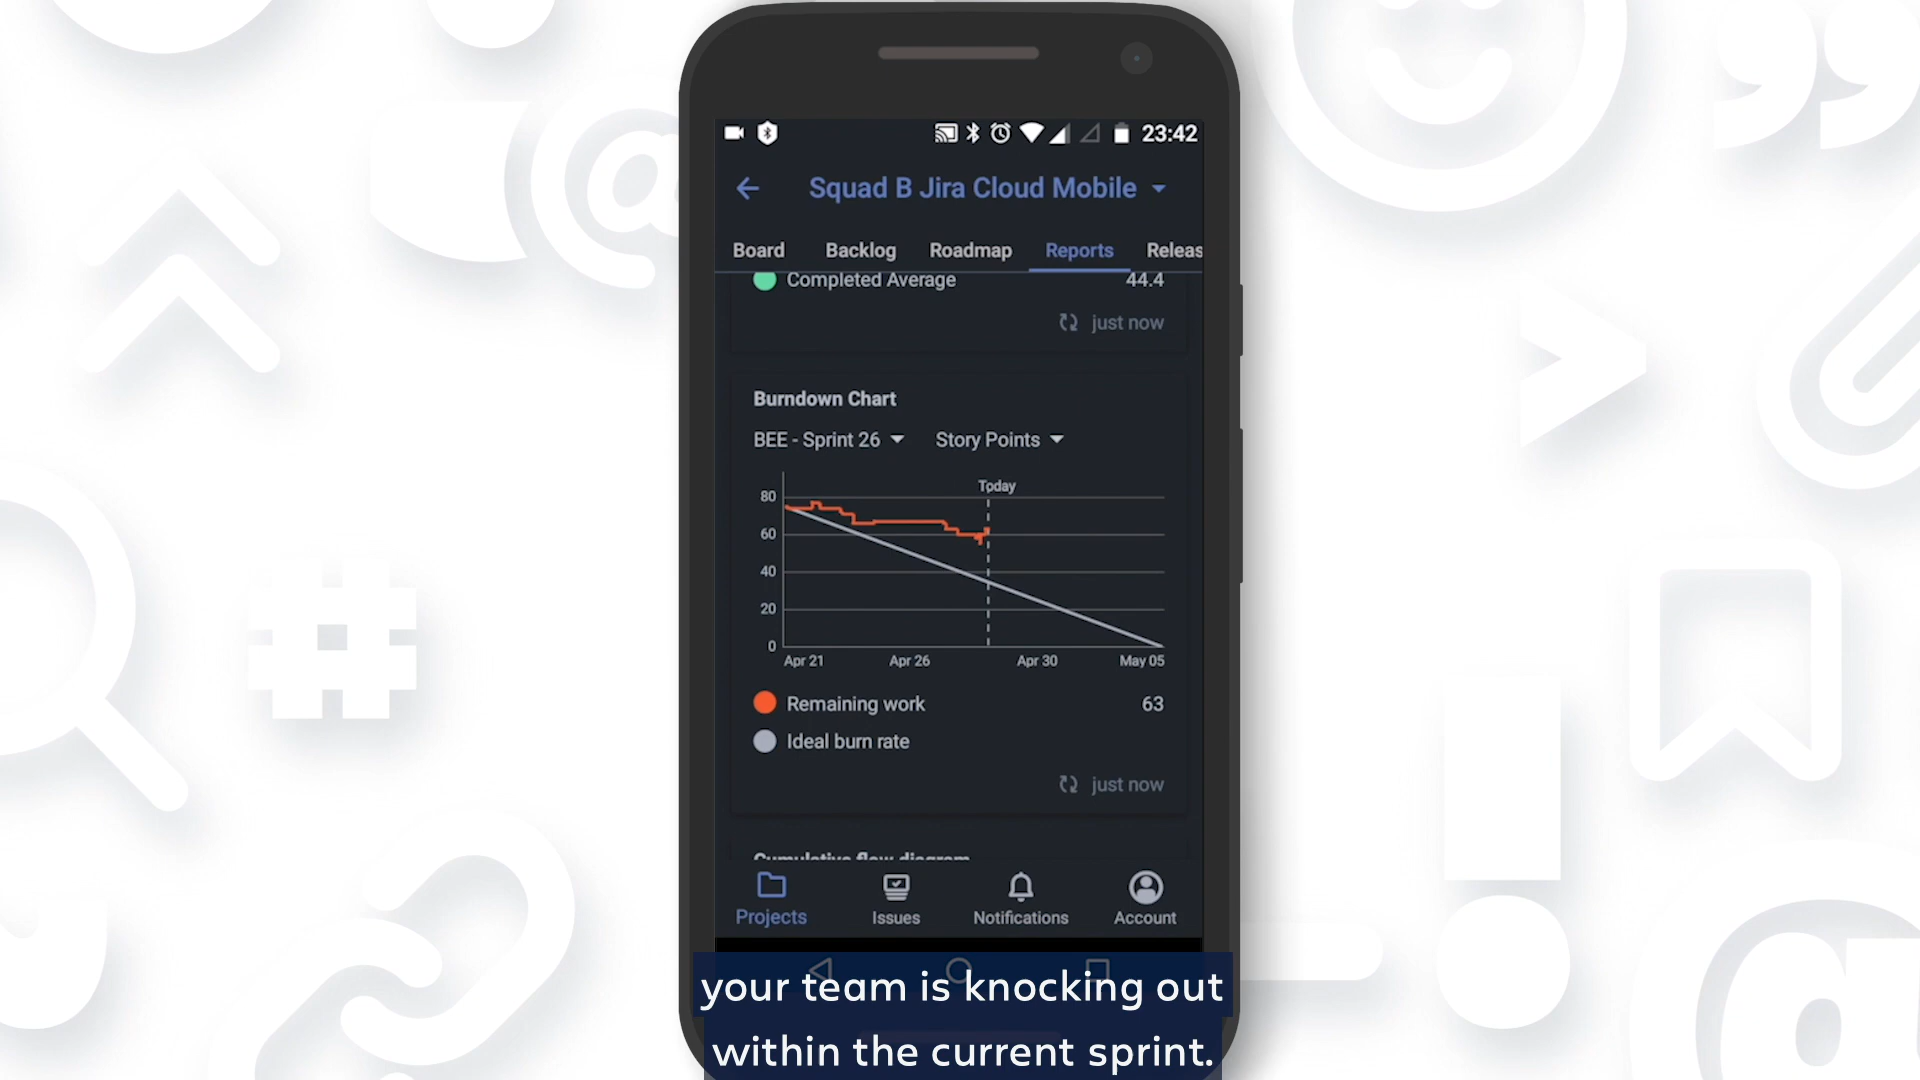 23:42
Squad B Jira Cloud Mobile
Board Backlog Roadmap Reports Releas
Completed Average 44.4
just now
Burndown Chart
BEE - Sprint 26 Story Points
Today
80
60
40
20
0
Apr 21 Apr 26 Apr 30 May 05
Remaining work 63
Ideal burn rate
just now
Cumulative flow diagram
Projects Issues Notifications Account
your team is knocking out
within the current sprint.